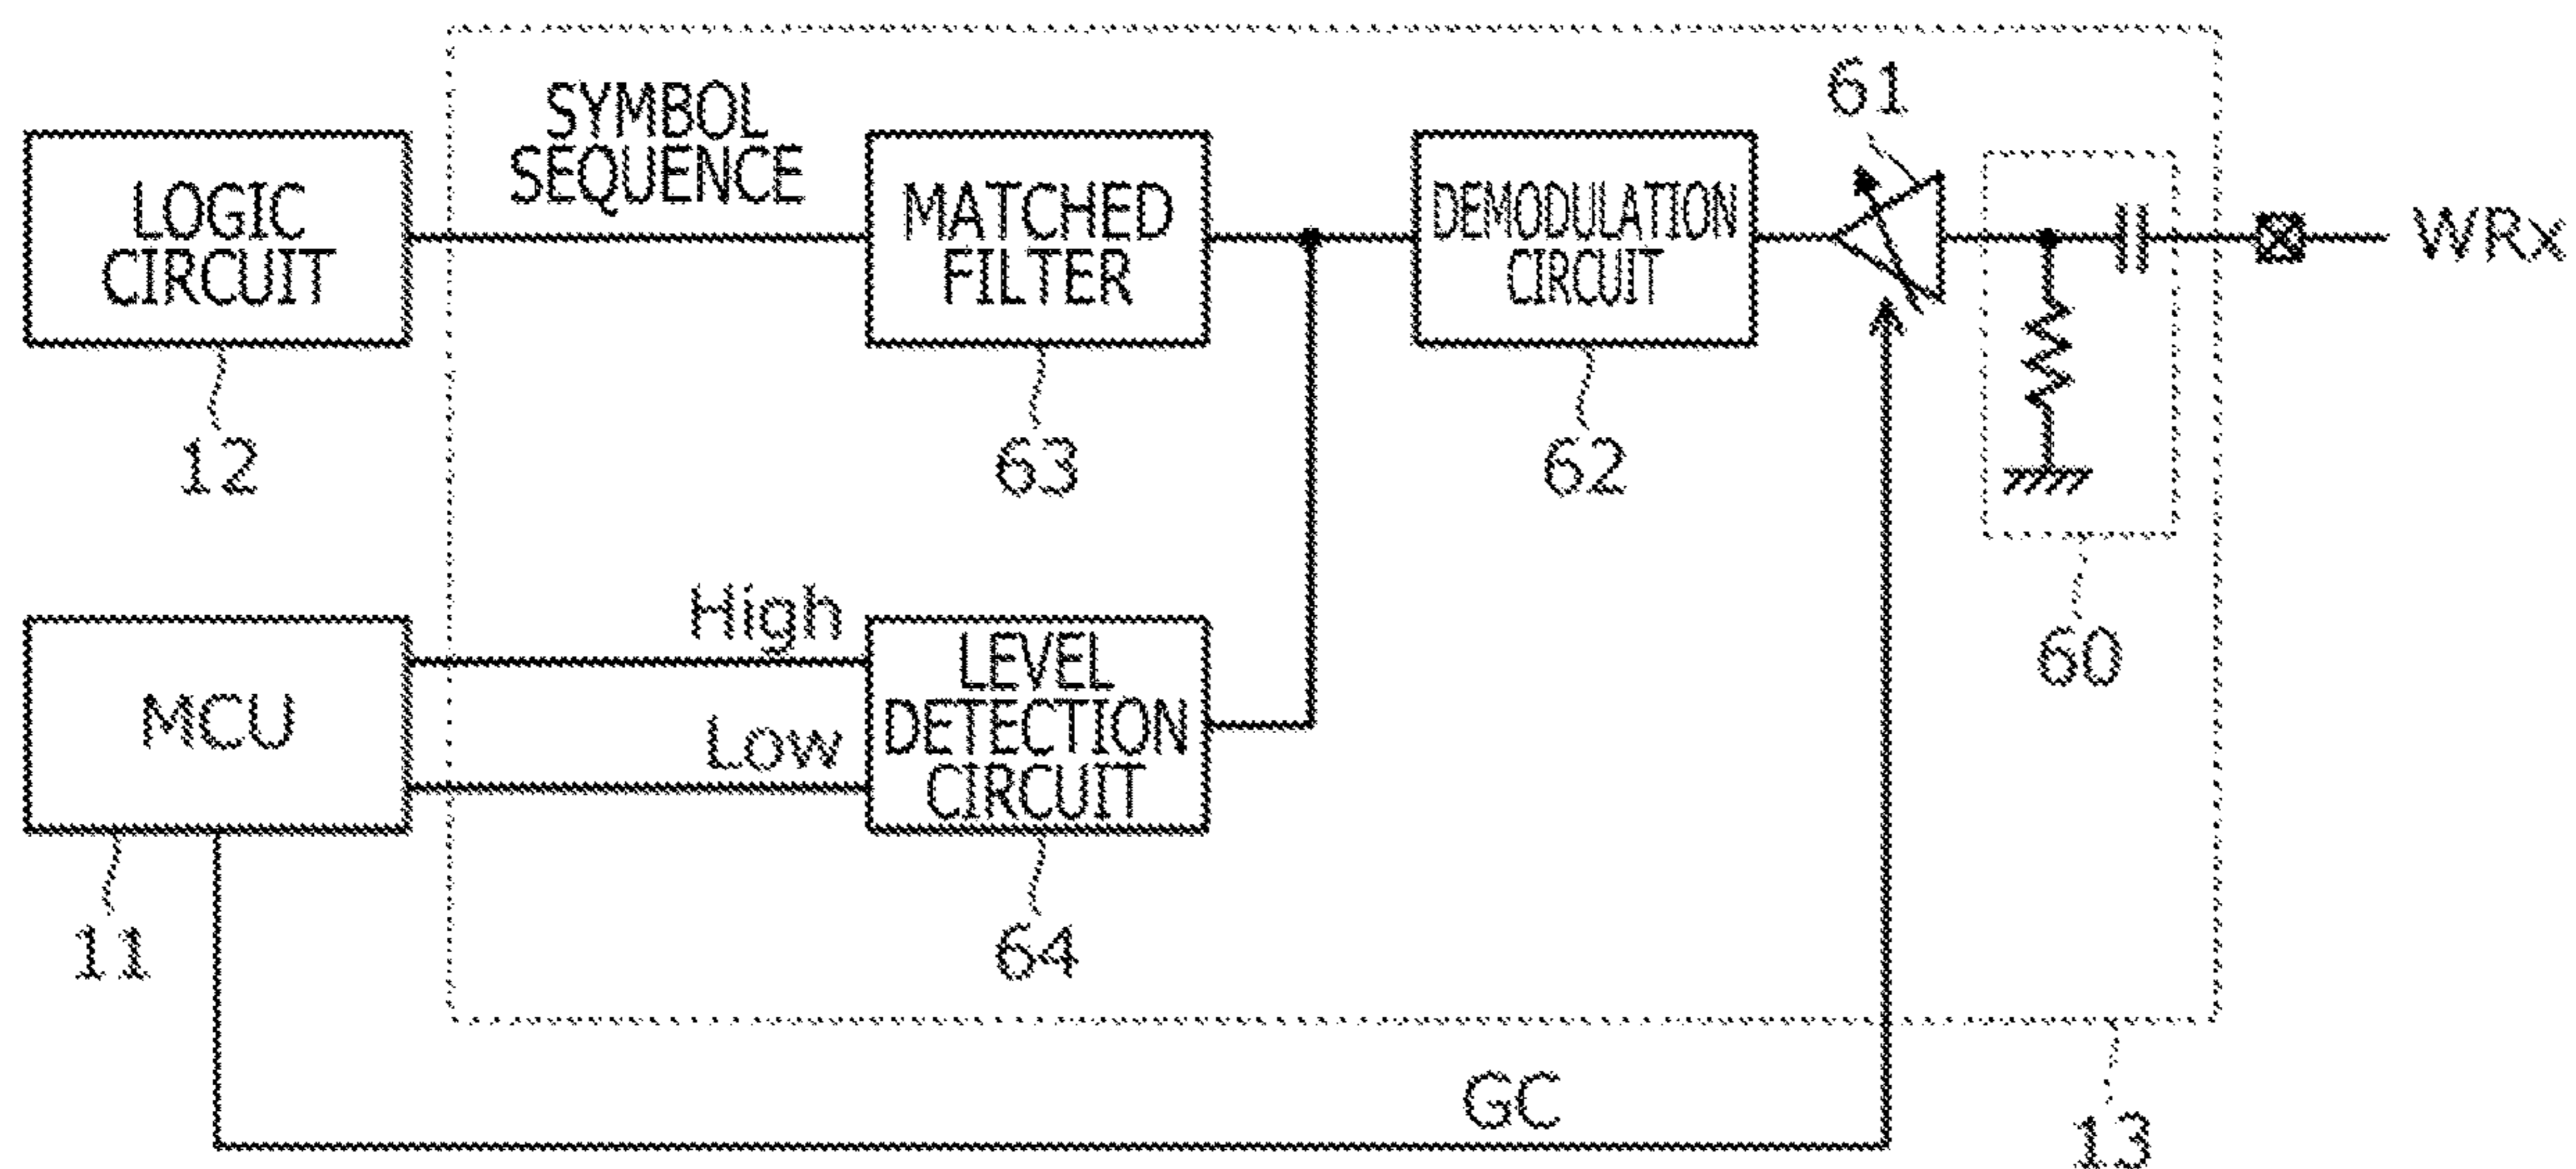 SYMBOL
SEQUENCE
61
LOGIC
CIRCUIT
MATCHED
FILTER
DEMODULATION
CIRCUIT
WRx
12
63
62
60
High
Low
MCU
LEVEL
DETECTION
CIRCUIT
11
64
GC
13